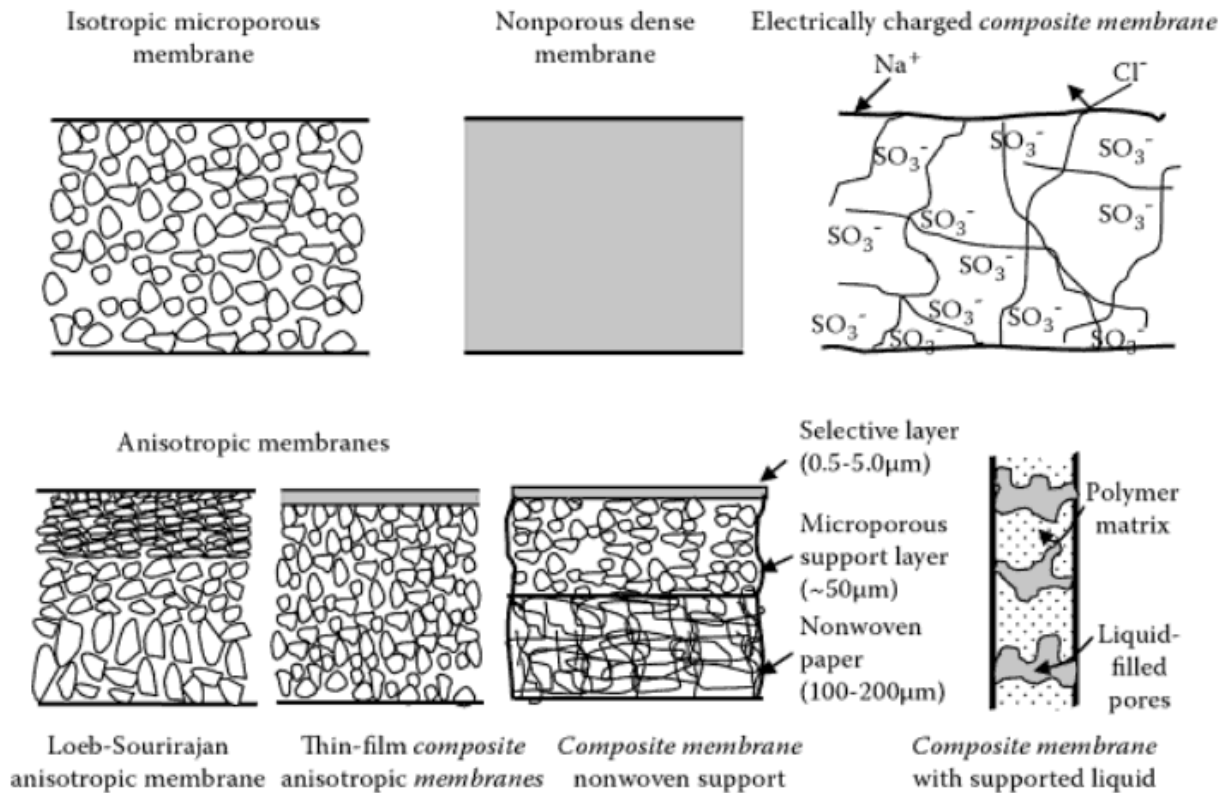 Isotropic microporous
membrane
Nonporous dense
membrane
Electrically charged composite membrane
Na⁺
Cl⁻
SO₃⁻
SO₃⁻
SO₃⁻
SO₃⁻
SO₃⁻
SO₃⁻
SO₃⁻
SO₃⁻
SO₃⁻
SO₃⁻
SO₃⁻
SO₃⁻
Anisotropic membranes
Selective layer
(0.5-5.0µm)
Microporous
support layer
(~50µm)
Nonwoven
paper
(100-200µm)
Polymer
matrix
Liquid-
filled
pores
Loeb-Sourirajan
anisotropic membrane
Thin-film composite
anisotropic membranes
Composite membrane
nonwoven support
Composite membrane
with supported liquid